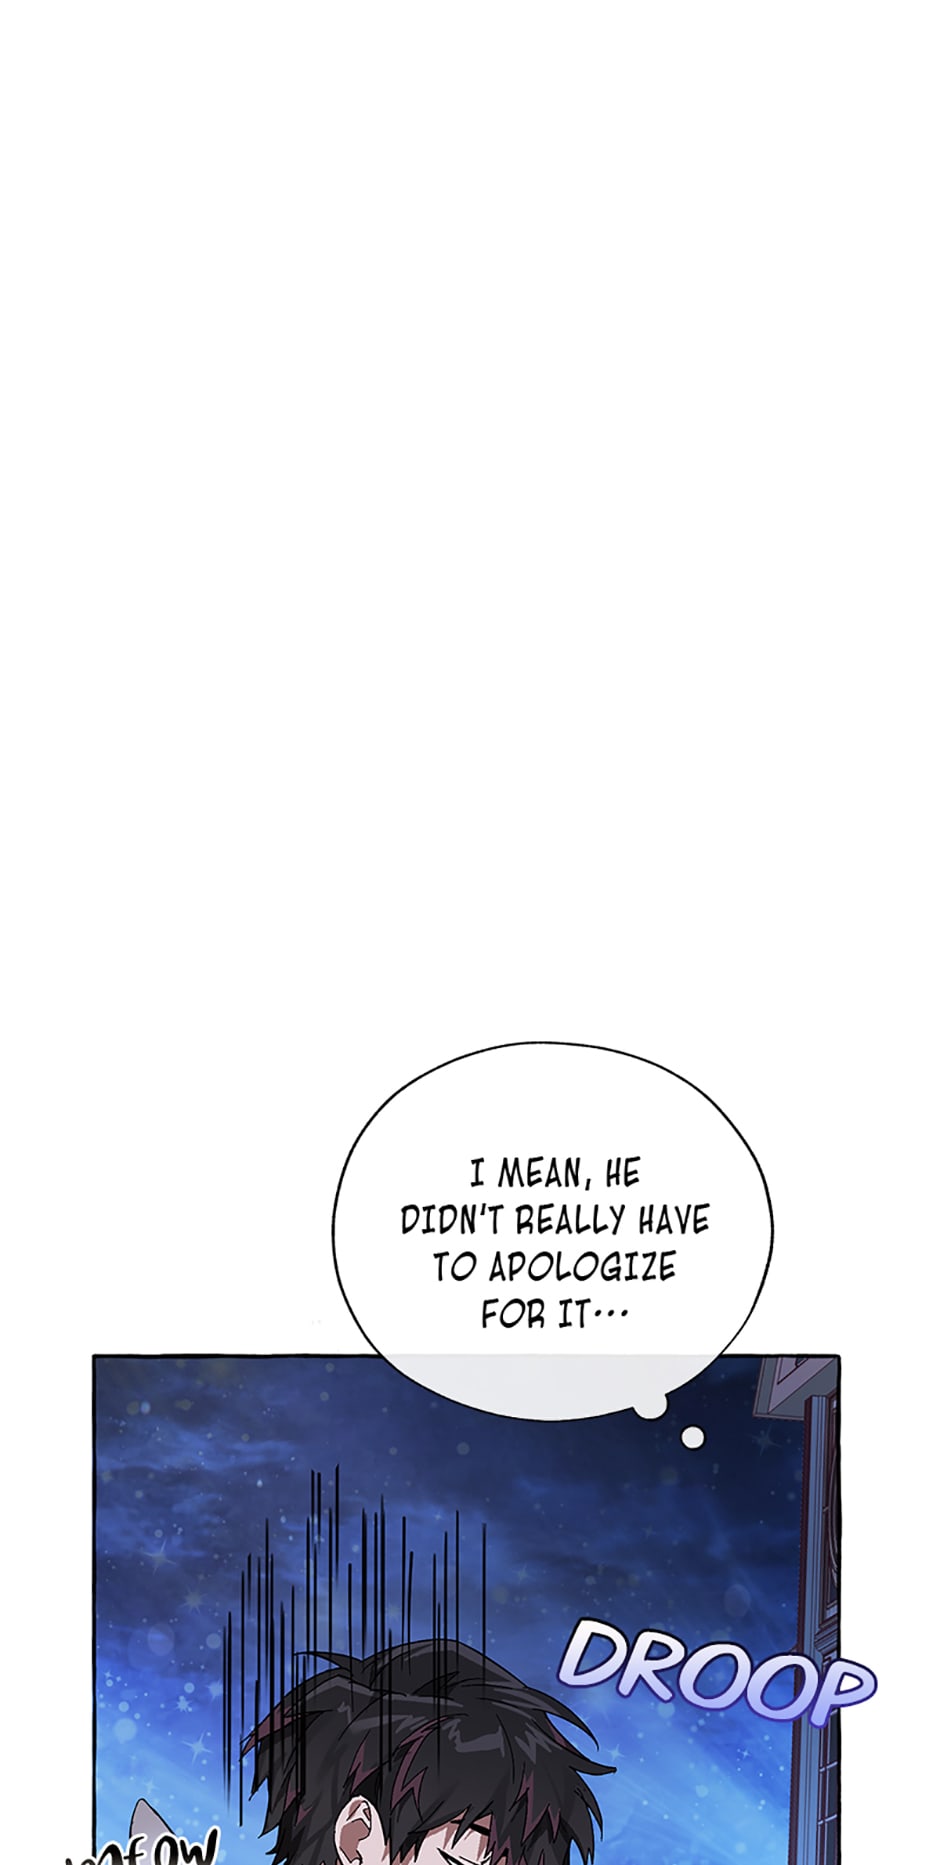 I MEAN, HE
DIDN'T REALLY HAVE
TO APOLOGIZE
FOR IT...
DROOP